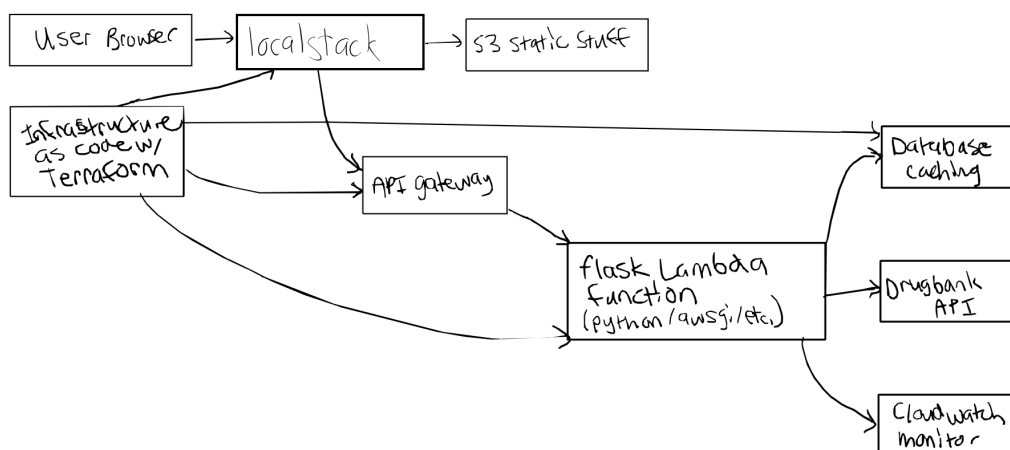 User Browser
localstack
S3 static stuff
Infrastructure
as code w/
Terraform
API gateway
Database
caching
flask Lambda
function
(python/awsgi/etc.)
Drugbank
API
Cloudwatch
monitor